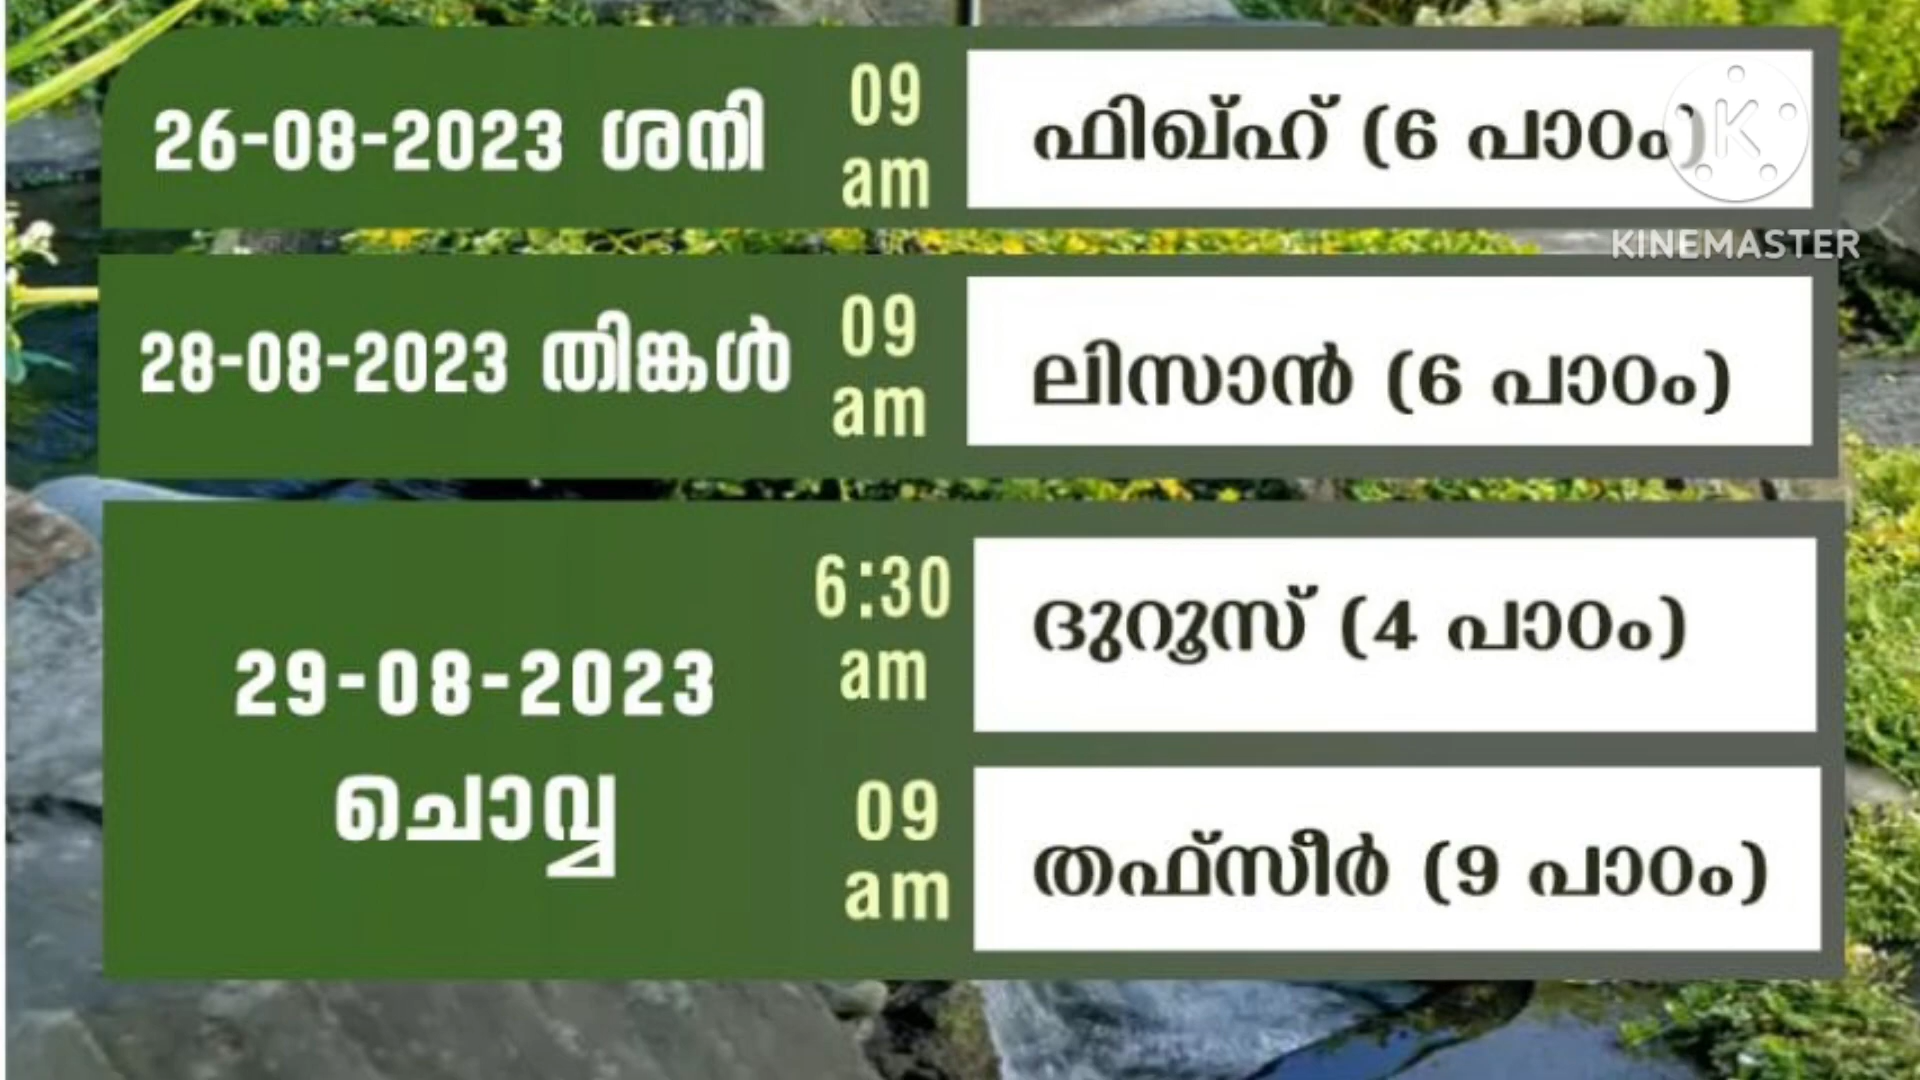 26-08-2023 ശനി
09
am
ഫിഖ്ഹ് (6 പാഠം)
K
KINEMASTER
28-08-2023 തിങ്കൾ
09
am
ലിസാൻ (6 പാഠം)
29-08-2023
ചൊവ്വ
6:30
am
ദുറൂസ് (4 പാഠം)
09
am
തഫ്സീർ (9 പാഠം)